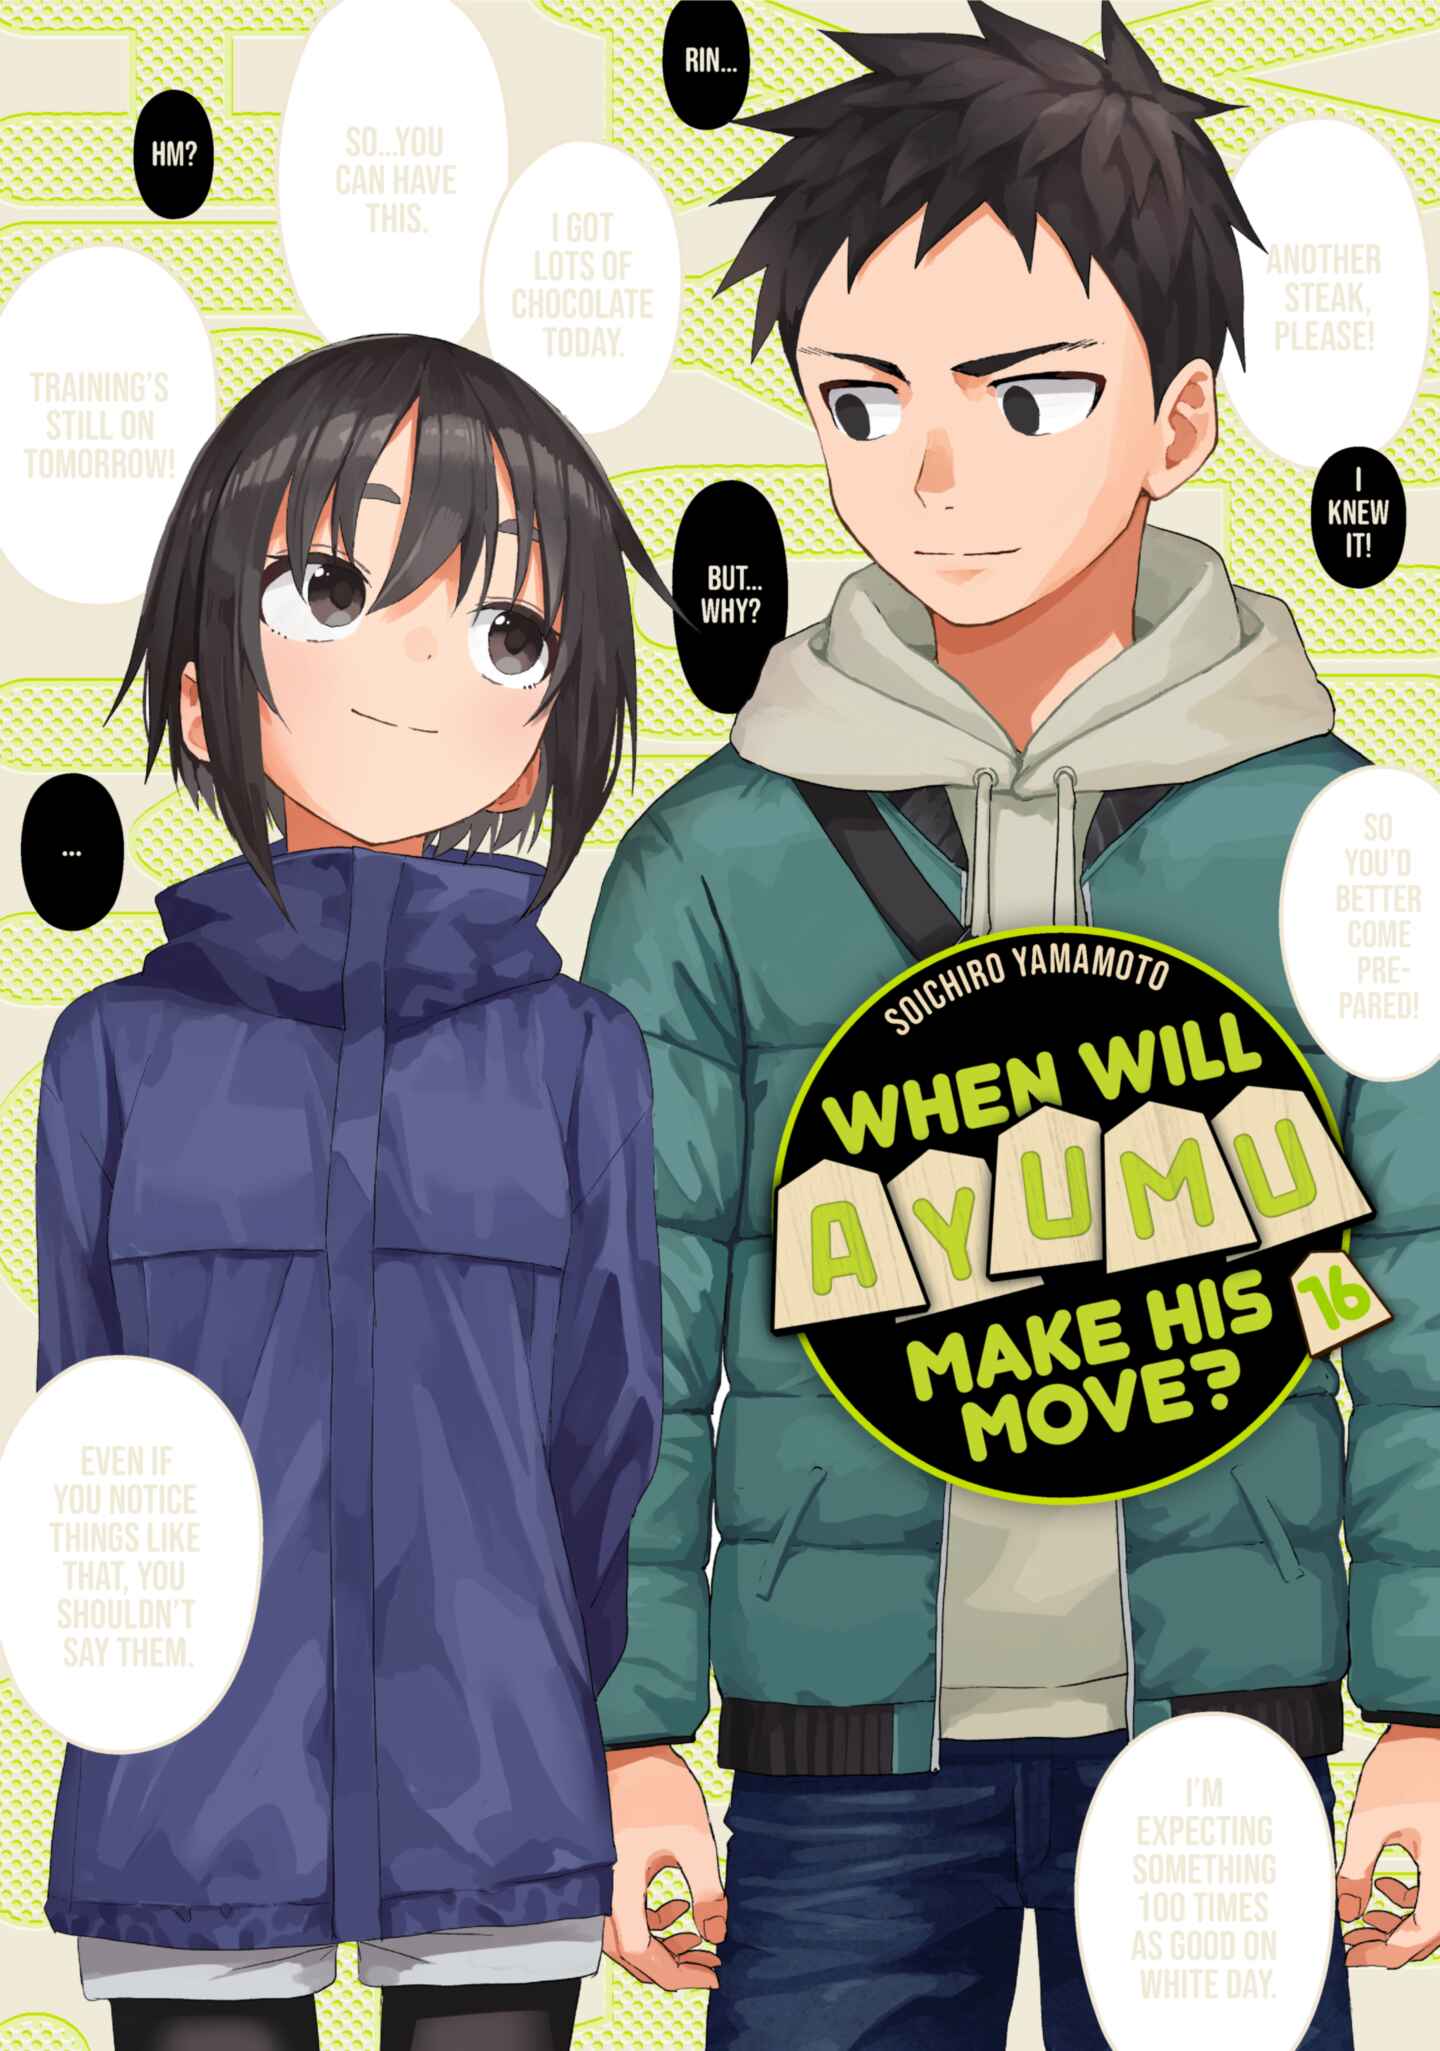 RIN...
HM?
SO...YOU
CAN HAVE
THIS.
I GOT
LOTS OF
CHOCOLATE
TODAY.
ANOTHER
STEAK,
PLEASE!
TRAINING'S
STILL ON
TOMORROW!
I
KNEW
IT!
BUT...
WHY?
...
SO
YOU'D
BETTER
COME
PRE-
PARED!
SOICHIRO YAMAMOTO
WHEN WILL
AYUMU
MAKE HIS
MOVE?
16
EVEN IF
YOU NOTICE
THINGS LIKE
THAT, YOU
SHOULDN'T
SAY THEM.
I'M
EXPECTING
SOMETHING
100 TIMES
AS GOOD ON
WHITE DAY.